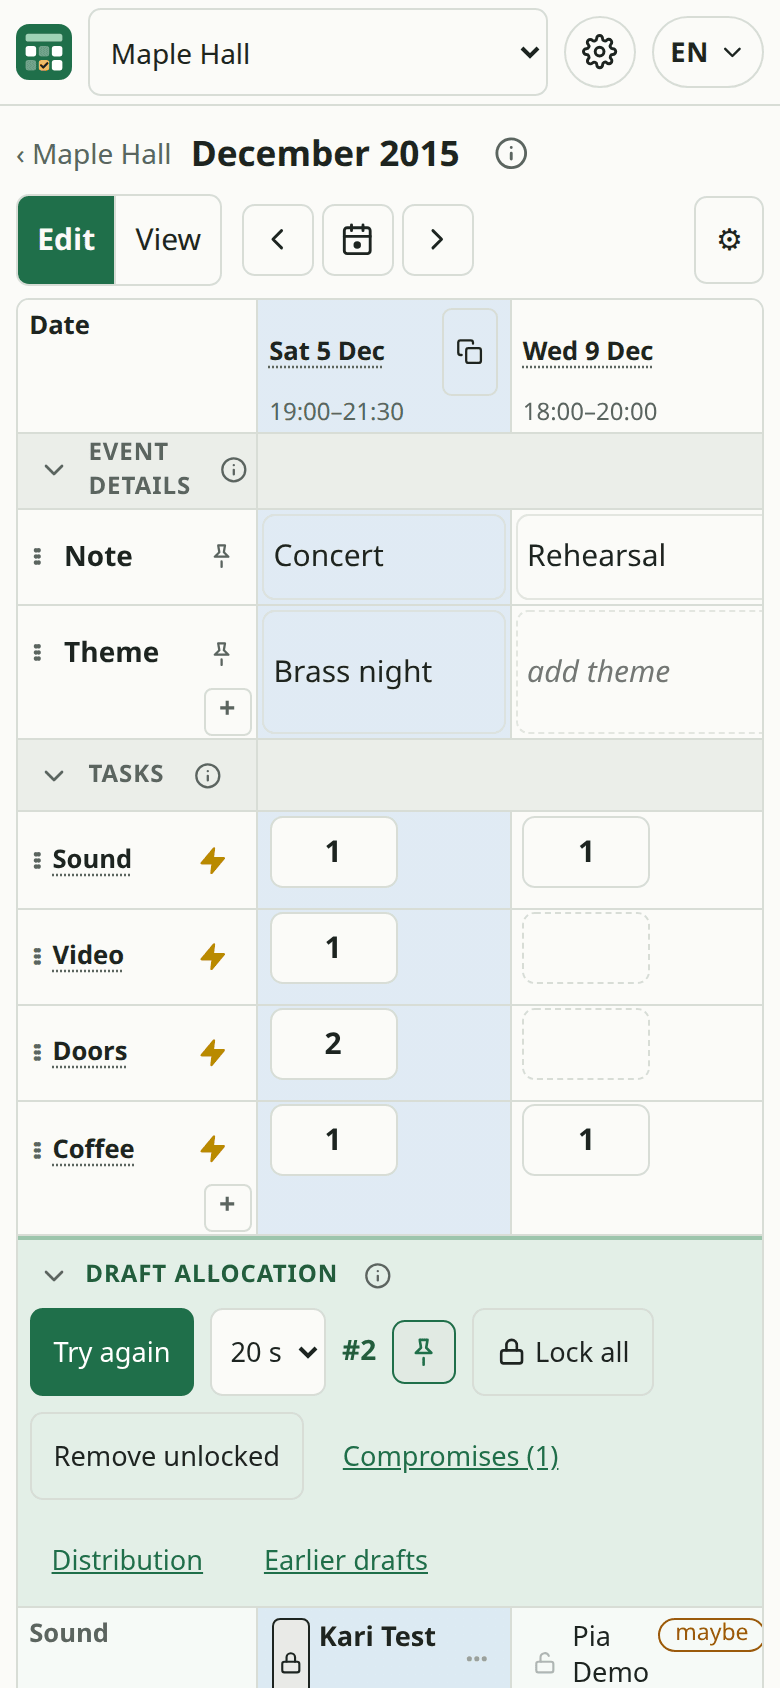 Maple Hall
EN
‹ Maple Hall December 2015
Edit View
Date
Sat 5 Dec
19:00–21:30
Wed 9 Dec
18:00–20:00
EVENT
DETAILS
Note
Concert
Rehearsal
Theme
Brass night
add theme
+
TASKS
Sound
1
1
Video
1
Doors
2
Coffee
1
1
+
DRAFT ALLOCATION
Try again 20 s #2 Lock all
Remove unlocked Compromises (1)
Distribution Earlier drafts
Sound
Kari Test
Pia
Demo
maybe